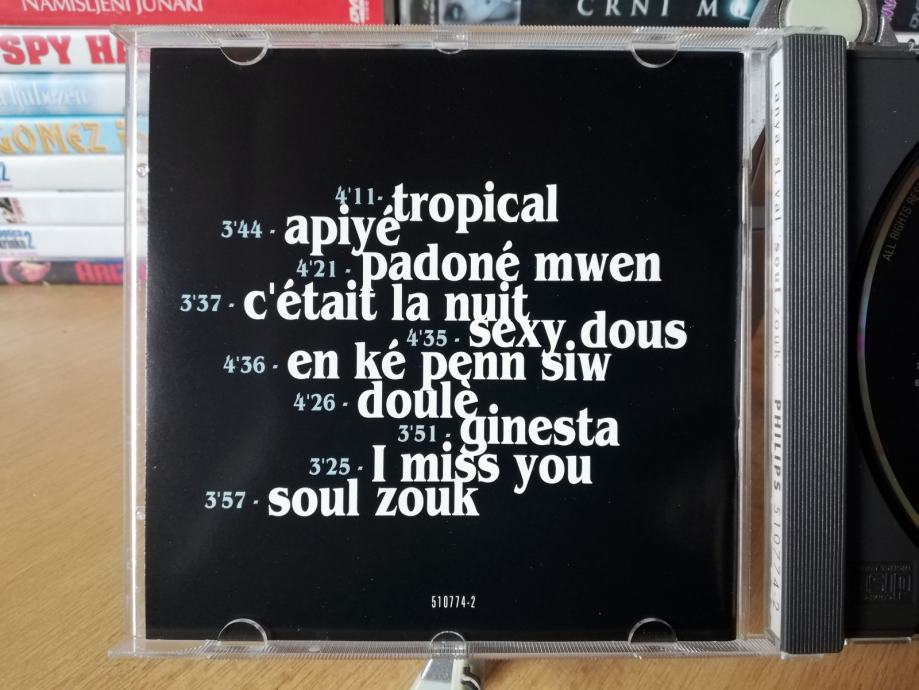 NAMISLJENI JUNAKI
CRNI M
SPY HA
ljubezen
GOMEZ
4'11- tropical
3'44 - apiyé
4'21 - padoné mwen
3'37 - c'était la nuit
4'35 - sexy dous
4'36 - en ké penn siw
4'26 - doulè
3'51 - ginesta
3'25 - I miss you
3'57 - soul zouk
510774-2
tanya st.val 'soul zouk' PHILIPS 510774-2
ALL RIGHTS RE